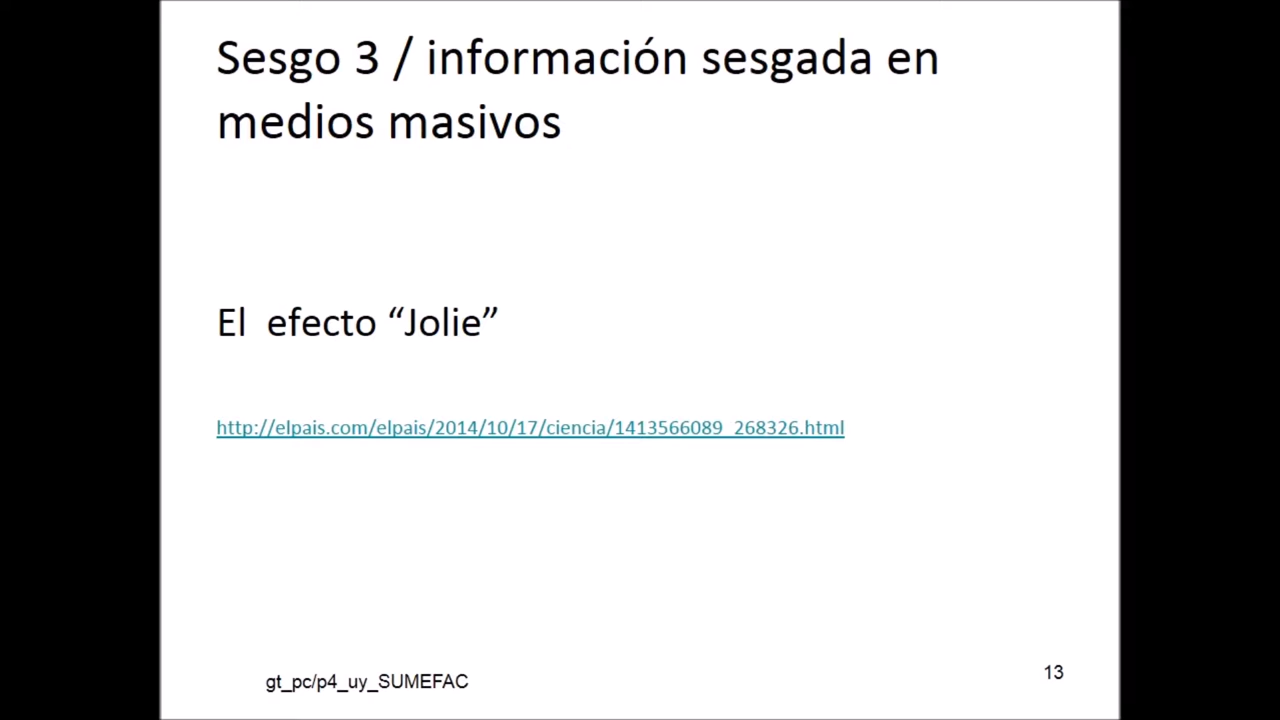 Sesgo 3 / información sesgada en
medios masivos
El efecto “Jolie”
http://elpais.com/elpais/2014/10/17/ciencia/1413566089_268326.html
gt_pc/p4_uy_SUMEFAC
13